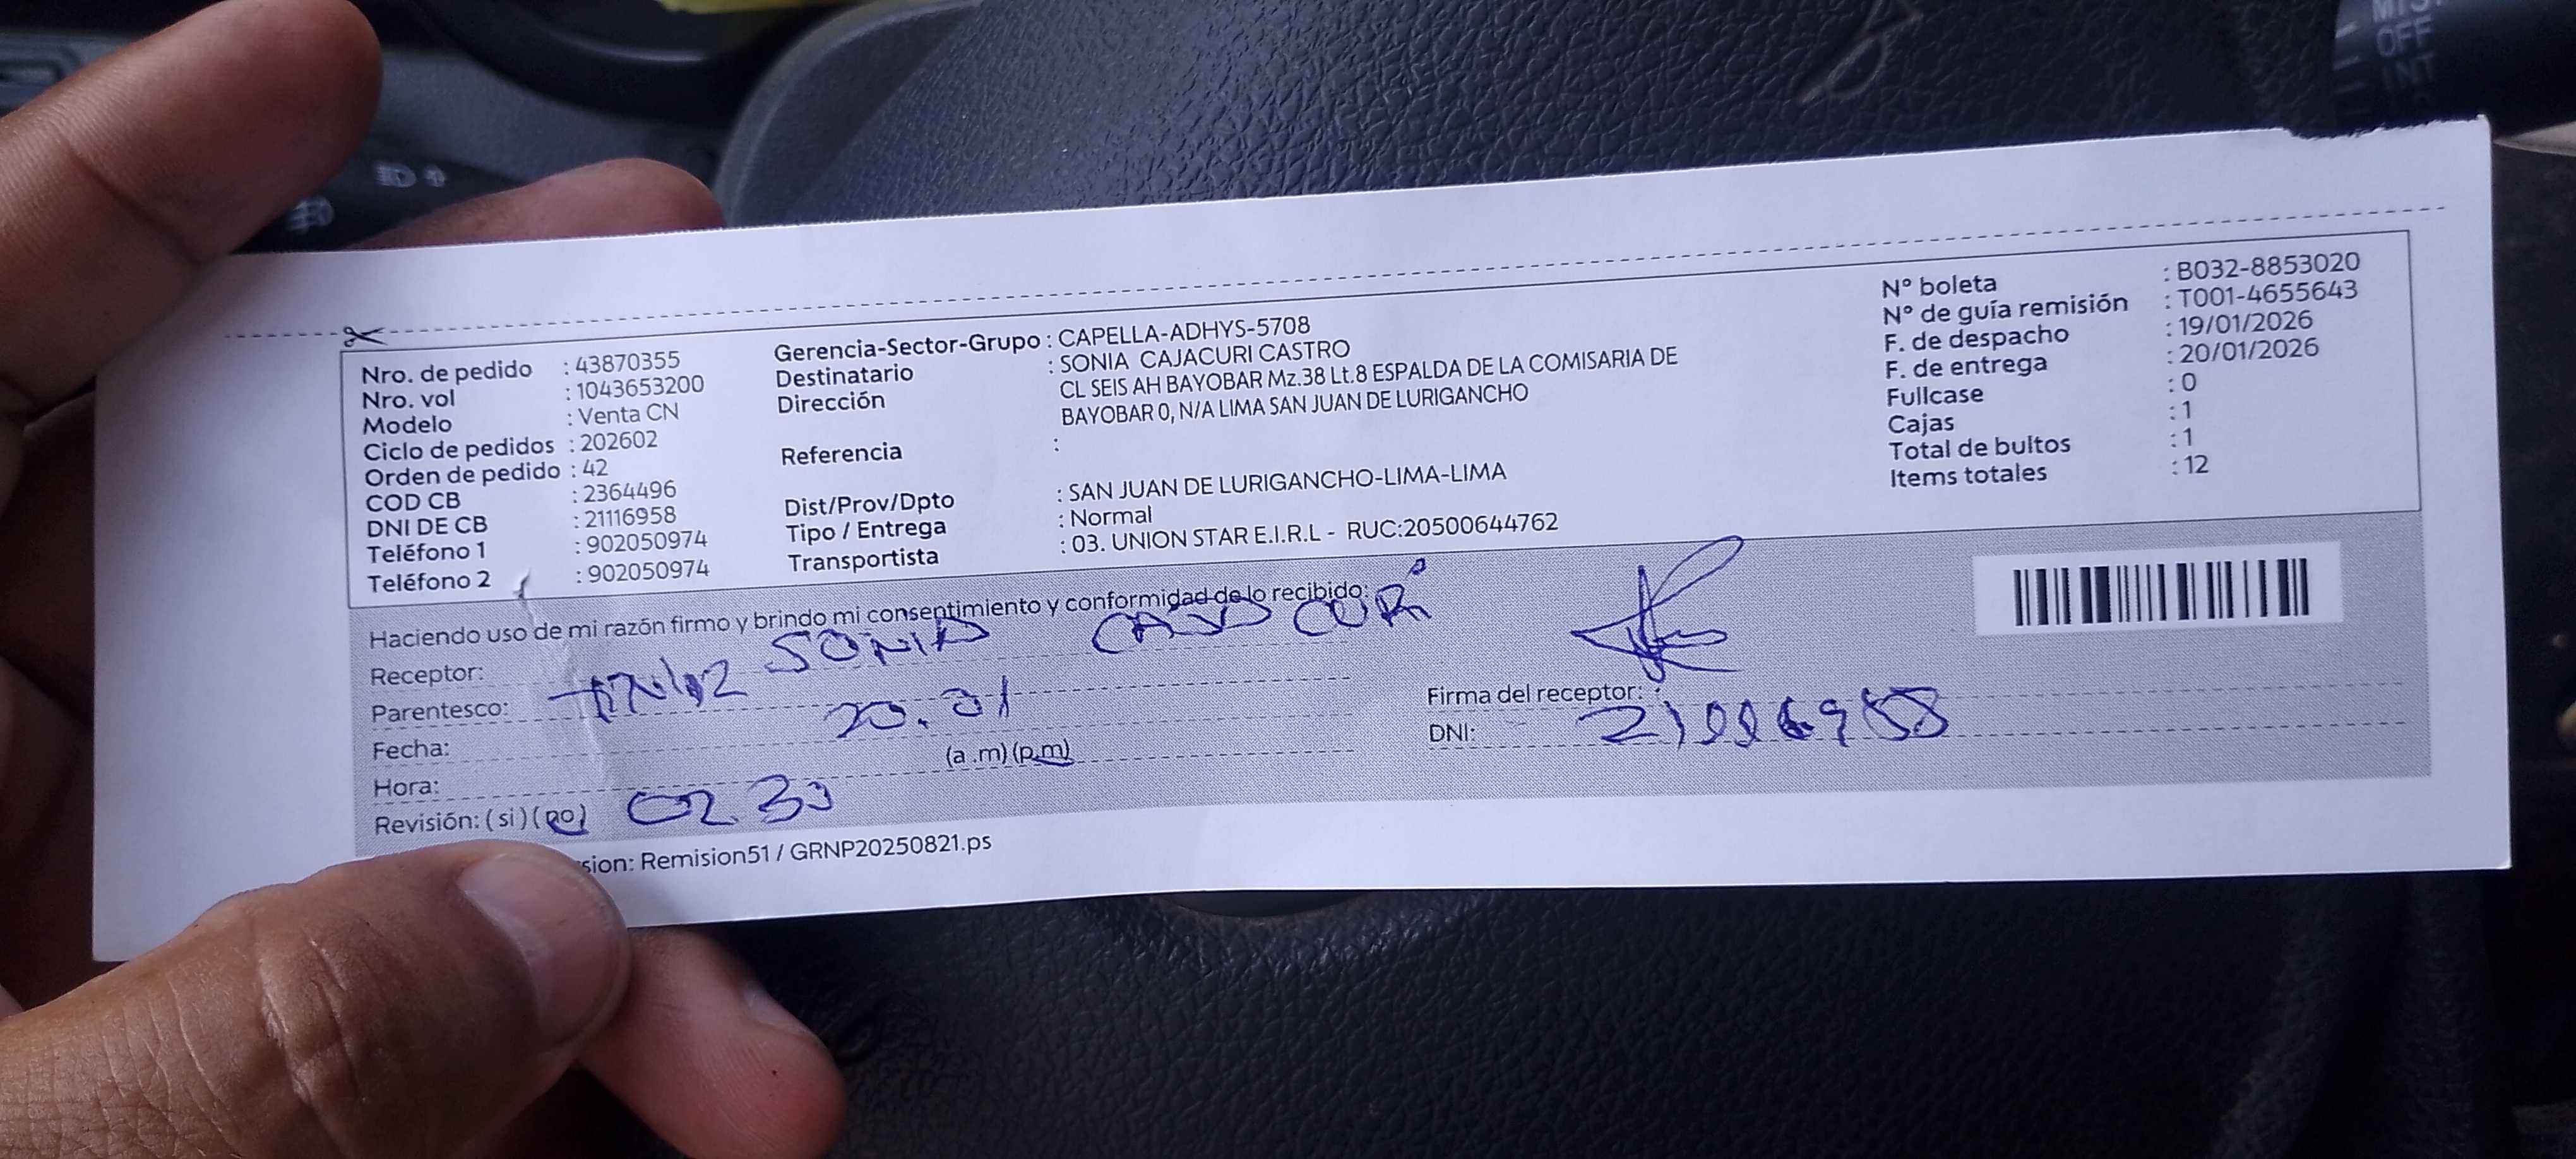 MIST
OFF
INT
Nro. de pedido : 43870355
Nro. vol : 1043653200
Modelo : Venta CN
Ciclo de pedidos : 202602
Orden de pedido : 42
COD CB : 2364496
DNI DE CB : 21116958
Teléfono 1 : 902050974
Teléfono 2 : 902050974
Gerencia-Sector-Grupo : CAPELLA-ADHYS-5708
Destinatario : SONIA CAJACURI CASTRO
Dirección CL SEIS AH BAYOBAR Mz.38 Lt.8 ESPALDA DE LA COMISARIA DE
BAYOBAR 0, N/A LIMA SAN JUAN DE LURIGANCHO
Referencia :
Dist/Prov/Dpto : SAN JUAN DE LURIGANCHO-LIMA-LIMA
Tipo / Entrega : Normal
Transportista : 03. UNION STAR E.I.R.L - RUC:20500644762
N° boleta : B032-8853020
N° de guía remisión : T001-4655643
F. de despacho : 19/01/2026
F. de entrega : 20/01/2026
Fullcase : 0
Cajas : 1
Total de bultos : 1
Items totales : 12
Haciendo uso de mi razón firmo y brindo mi consentimiento y conformidad de lo recibido:
Receptor: SONIA
Parentesco:
Fecha: 20.01
Hora: (a .m) (p.m)
Revisión: ( si ) ( no ) 02 30
Firma del receptor:
DNI:
sion: Remision51 / GRNP20250821.ps